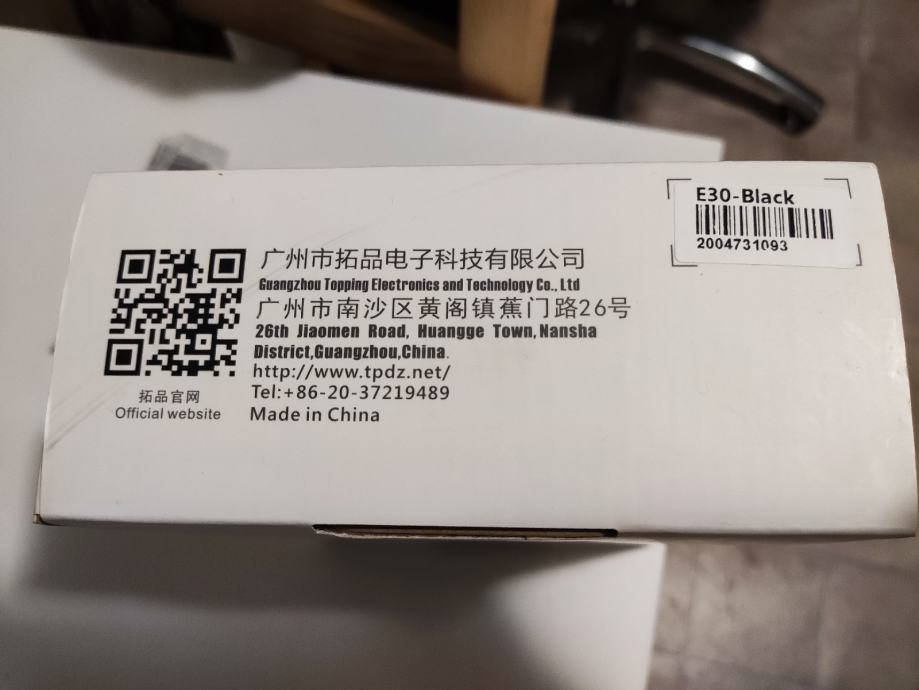 广州市拓品电子科技有限公司
Guangzhou Topping Electronics and Technology Co., Ltd
广州市南沙区黄阁镇蕉门路26号
26th Jiaomen Road, Huangge Town,Nansha
District,Guangzhou,China.
http://www.tpdz.net/
Tel:+86-20-37219489
Made in China
拓品官网
Official website
E30-Black
2004731093